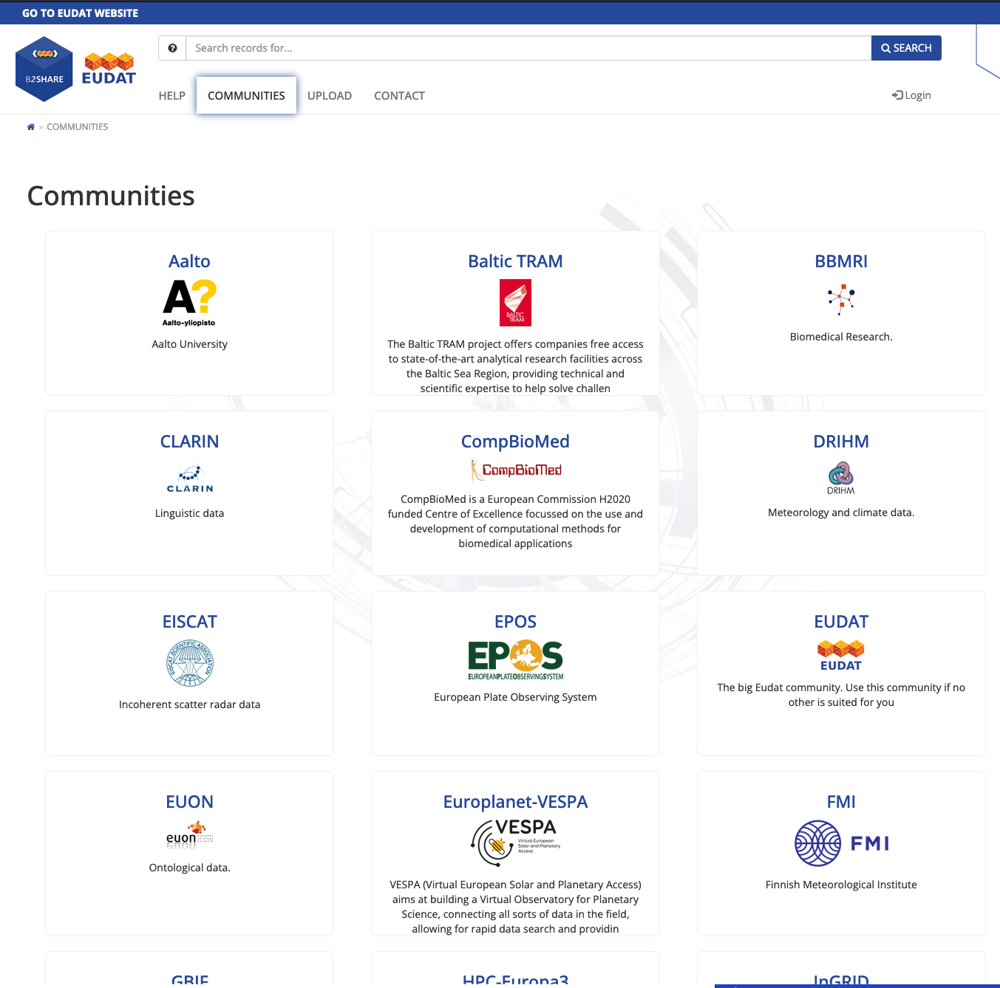 GO TO EUDAT WEBSITE
B2SHARE
EUDAT
Search records for...
SEARCH
HELP
COMMUNITIES
UPLOAD
CONTACT
Login
» COMMUNITIES
Communities
Aalto
A?
Aalto-yliopisto
Aalto University
Baltic TRAM
BALTIC
TRAM
The Baltic TRAM project offers companies free access
to state-of-the-art analytical research facilities across
the Baltic Sea Region, providing technical and
scientific expertise to help solve challen
BBMRI
Biomedical Research.
CLARIN
CLARIN
Linguistic data
CompBioMed
CompBioMed
CompBioMed is a European Commission H2020
funded Centre of Excellence focussed on the use and
development of computational methods for
biomedical applications
DRIHM
DRIHM
Meteorology and climate data.
EISCAT
EISCAT SCIENTIFIC ASSOCIATION
Incoherent scatter radar data
EPOS
EPOS
EUROPEANPLATEOBSERVINGSYSTEM
European Plate Observing System
EUDAT
EUDAT
The big Eudat community. Use this community if no
other is suited for you
EUON
euon
Ontological data.
Europlanet-VESPA
VESPA
Virtual European
Solar and Planetary
Access
VESPA (Virtual European Solar and Planetary Access)
aims at building a Virtual Observatory for Planetary
Science, connecting all sorts of data in the field,
allowing for rapid data search and providin
FMI
FMI
Finnish Meteorological Institute
GBIF
HPC-Europa3
InGRID